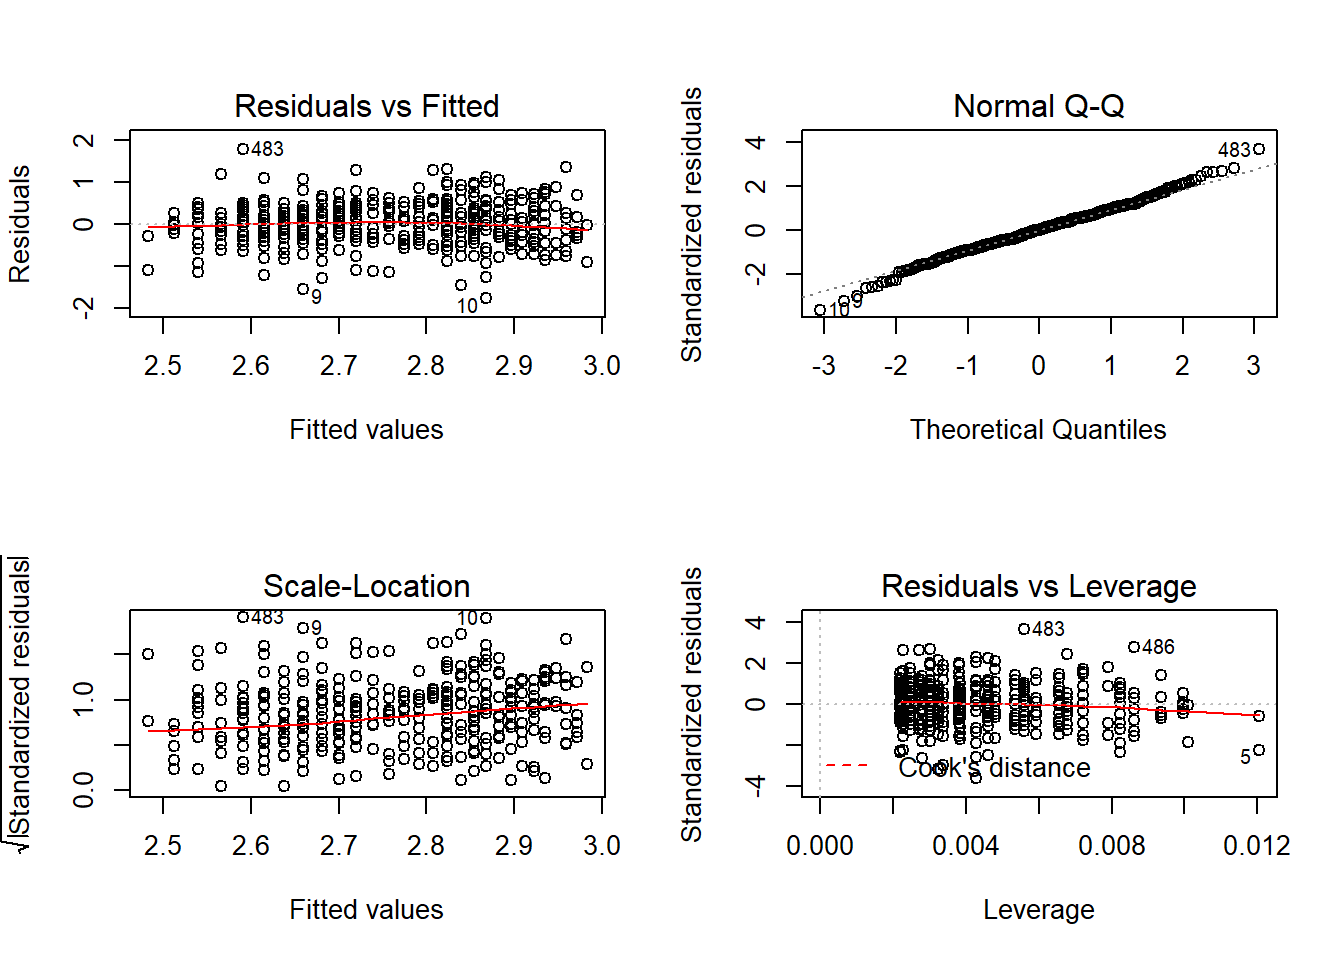 Residuals vs Fitted
Residuals
2
1
0
-2
483
9
10
2.5 2.6 2.7 2.8 2.9 3.0
Fitted values
Normal Q-Q
Standardized residuals
4
2
0
-2
483
10 9
-3 -2 -1 0 1 2 3
Theoretical Quantiles
Scale-Location
√|Standardized residuals|
1.0
0.0
483
9
10
2.5 2.6 2.7 2.8 2.9 3.0
Fitted values
Residuals vs Leverage
Standardized residuals
4
2
0
-4
483
486
5
Cook's distance
0.000 0.004 0.008 0.012
Leverage